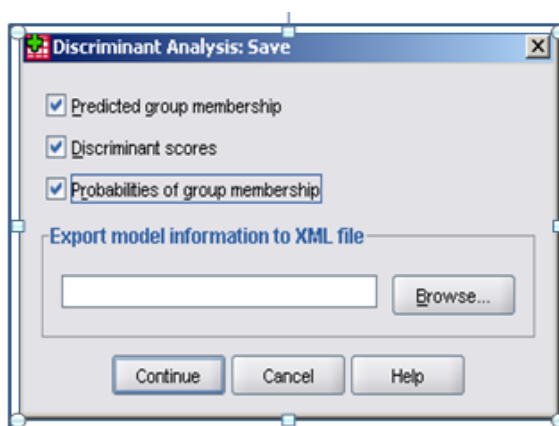 Discriminant Analysis: Save
Predicted group membership
Discriminant scores
Probabilities of group membership
Export model information to XML file
Browse...
Continue Cancel Help